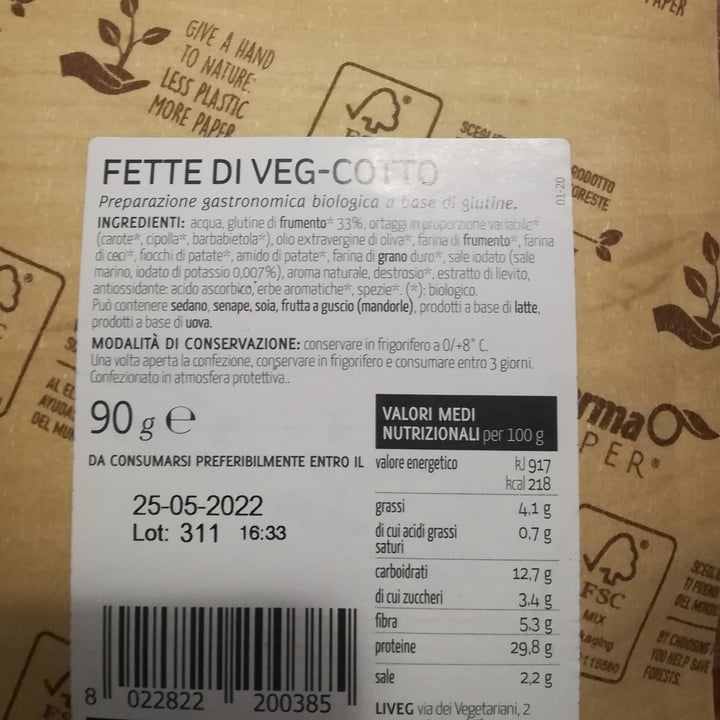 GIVE A HAND
TO NATURE:
LESS PLASTIC
MORE PAPER
PAPER
FETTE DI VEG-COTTO
Preparazione gastronomica biologica a base di glutine.
01-20
INGREDIENTI: acqua, glutine di frumento* 33%, ortaggi in proporzione variabile*
(carote*, cipolla*, barbabietola*), olio extravergine di oliva*, farina di frumento*, farina
di ceci*, fiocchi di patate*, amido di patate*, farina di grano duro*, sale iodato (sale
marino, iodato di potassio 0,007%), aroma naturale, destrosio*, estratto di lievito,
antiossidante: acido ascorbico, erbe aromatiche*, spezie*. (*): biologico.
Può contenere sedano, senape, soia, frutta a guscio (mandorle), prodotti a base di latte,
prodotti a base di uova.
MODALITÀ DI CONSERVAZIONE: conservare in frigorifero a 0/+8° C.
Una volta aperta la confezione, conservare in frigorifero e consumare entro 3 giorni.
Confezionato in atmosfera protettiva..
90 g e
DA CONSUMARSI PREFERIBILMENTE ENTRO IL
25-05-2022
Lot: 311 16:33
VALORI MEDI
NUTRIZIONALI per 100 g
valore energetico kJ 917
kcal 218
grassi 4,1 g
di cui acidi grassi 0,7 g
saturi
carboidrati 12,7 g
di cui zuccheri 3,4 g
fibra 5,3 g
proteine 29,8 g
sale 2,2 g
LIVEG via dei Vegetariani, 2
8 022822 200385
FSC
MIX
BY CHOOSING
YOU HELP SAVE
FORESTS.